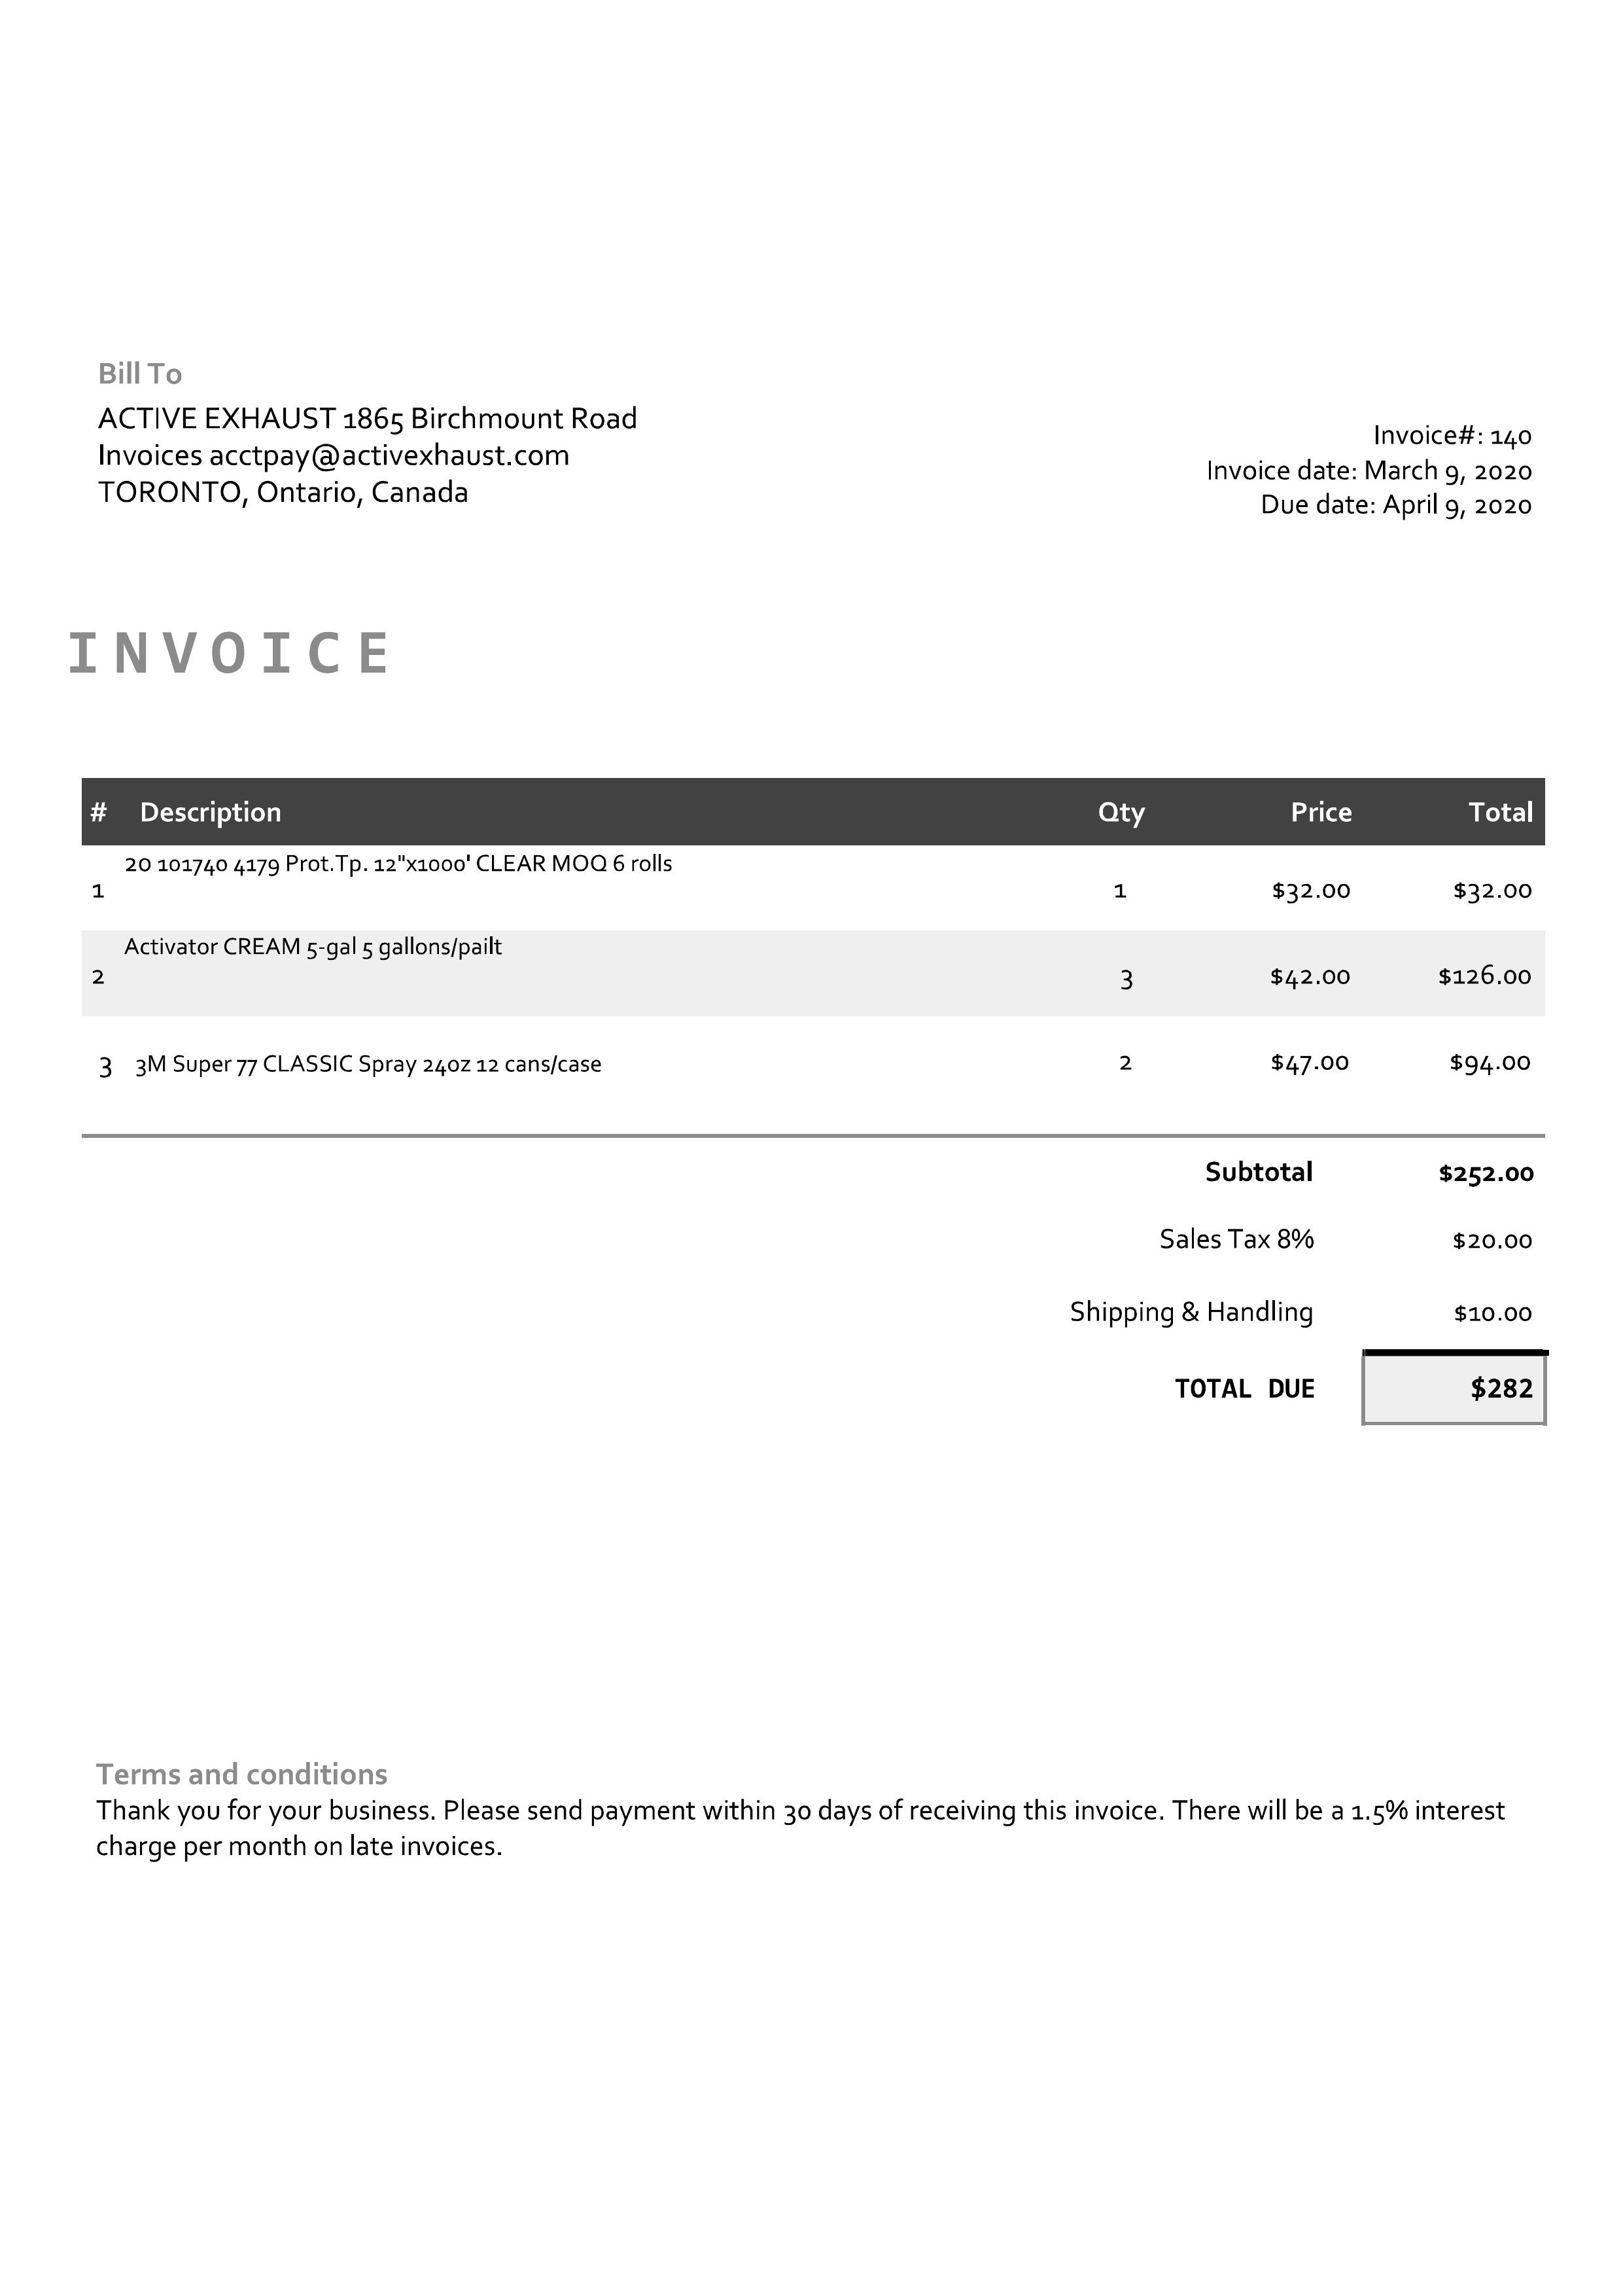 Bill To
ACTIVE EXHAUST 1865 Birchmount Road
Invoices acctpay@activexhaust.com
TORONTO, Ontario, Canada
Invoice#: 140
Invoice date: March 9, 2020
Due date: April 9, 2020
INVOICE
# Description Qty Price Total
1 20 101740 4179 Prot.Tp. 12"x1000' CLEAR MOQ 6 rolls 1 $32.00 $32.00
2 Activator CREAM 5-gal 5 gallons/pailt 3 $42.00 $126.00
3 3M Super 77 CLASSIC Spray 24oz 12 cans/case 2 $47.00 $94.00
Subtotal $252.00
Sales Tax 8% $20.00
Shipping & Handling $10.00
TOTAL DUE $282
Terms and conditions
Thank you for your business. Please send payment within 30 days of receiving this invoice. There will be a 1.5% interest
charge per month on late invoices.